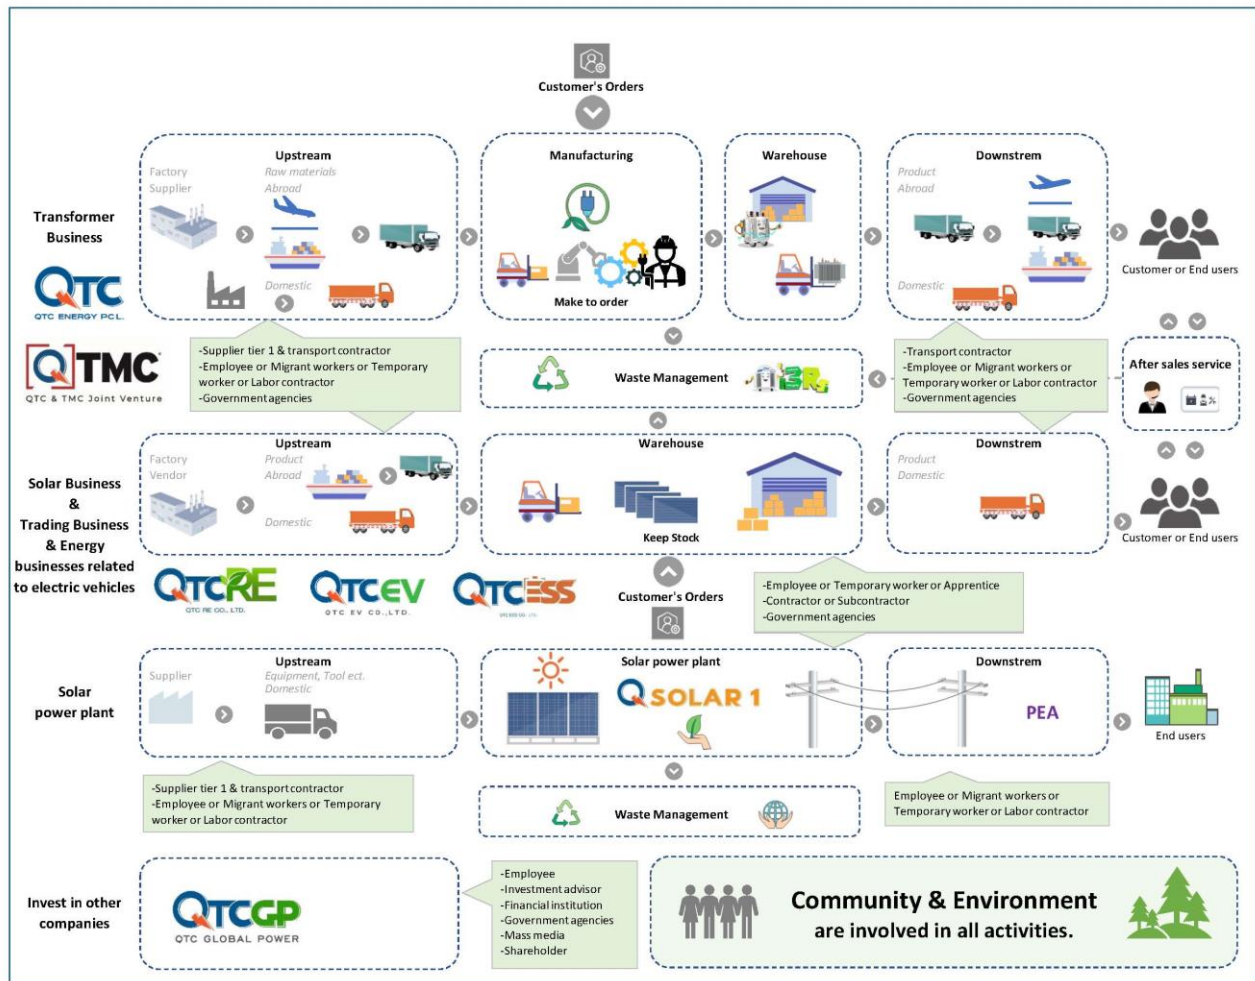 Customer's Orders
Upstream
Factory
Supplier
Raw materials
Abroad
Domestic
Manufacturing
Make to order
Warehouse
Downstrem
Product
Abroad
Domestic
Customer or End users
Transformer
Business
QTC
QTC ENERGY PCL.
QTMC
QTC & TMC Joint Venture
-Supplier tier 1 & transport contractor
-Employee or Migrant workers or Temporary
worker or Labor contractor
-Government agencies
Waste Management
3Rs
-Transport contractor
-Employee or Migrant workers or
Temporary worker or Labor contractor
-Government agencies
After sales service
Solar Business
&
Trading Business
& Energy
businesses related
to electric vehicles
Upstream
Factory
Vendor
Product
Abroad
Domestic
Warehouse
Keep Stock
Downstrem
Product
Domestic
Customer or End users
QTCRE
QTC RE CO., LTD.
QTCEV
QTC EV CO.,LTD.
QTCESS
Customer's Orders
-Employee or Temporary worker or Apprentice
-Contractor or Subcontractor
-Government agencies
Solar
power plant
Upstream
Supplier
Equipment, Tool ect.
Domestic
Solar power plant
Q SOLAR 1
Downstrem
PEA
End users
-Supplier tier 1 & transport contractor
-Employee or Migrant workers or Temporary
worker or Labor contractor
Waste Management
Employee or Migrant workers or
Temporary worker or Labor contractor
Invest in other
companies
QTCGP
QTC GLOBAL POWER
-Employee
-Investment advisor
-Financial institution
-Government agencies
-Mass media
-Shareholder
Community & Environment
are involved in all activities.